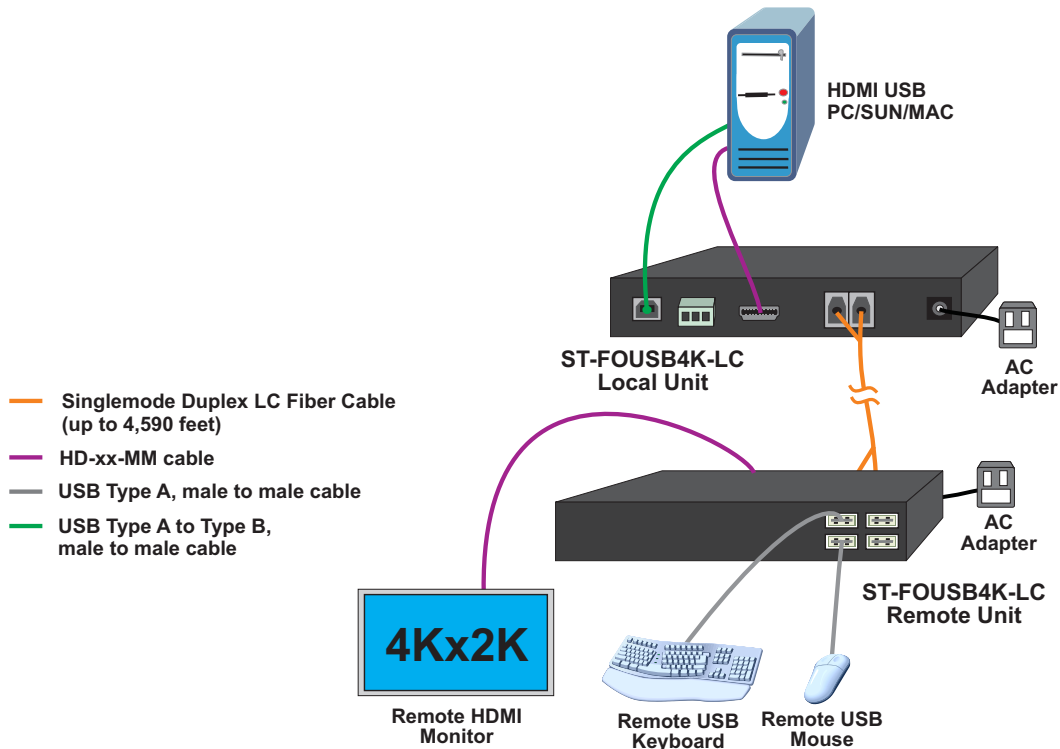 HDMI USB
PC/SUN/MAC
ST-FOUSB4K-LC
Local Unit
AC
Adapter
Singlemode Duplex LC Fiber Cable
(up to 4,590 feet)
HD-xx-MM cable
USB Type A, male to male cable
USB Type A to Type B,
male to male cable
AC
Adapter
ST-FOUSB4K-LC
Remote Unit
4Kx2K
Remote HDMI
Monitor
Remote USB
Keyboard
Remote USB
Mouse